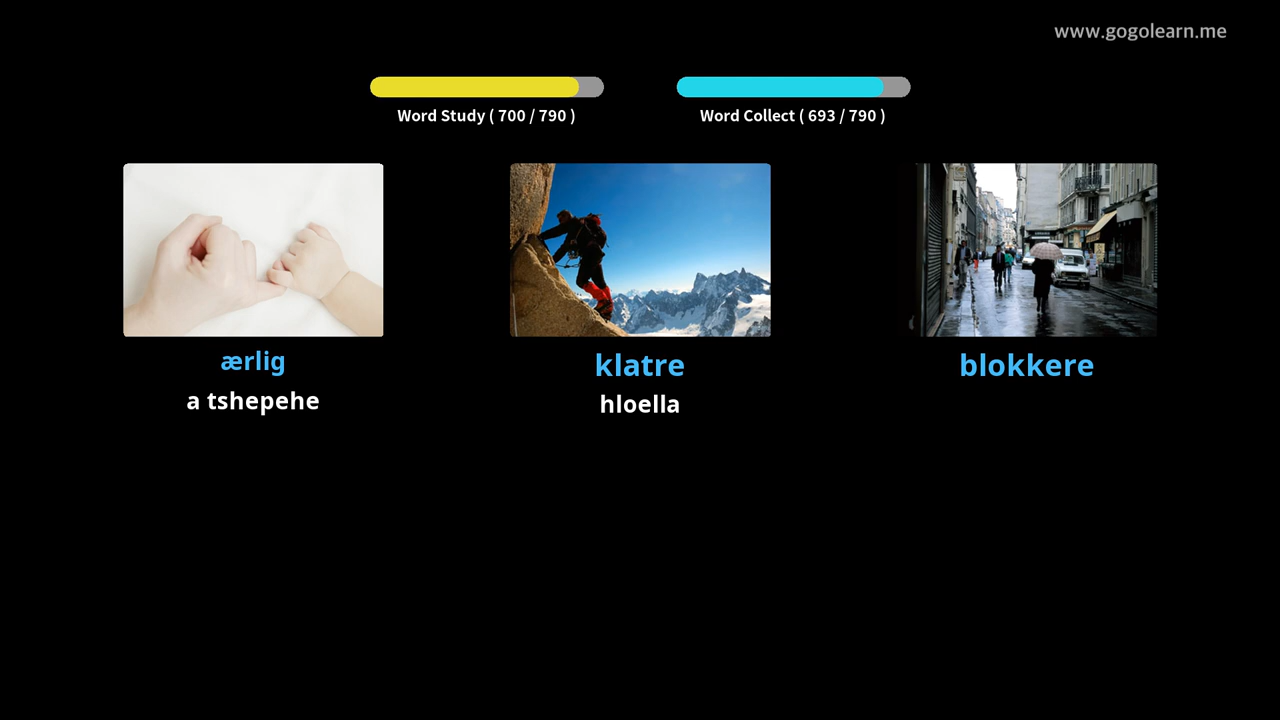 www.gogolearn.me
Word Study ( 700 / 790 )
Word Collect ( 693 / 790 )
ærlig
a tshepehe
klatre
hloella
blokkere